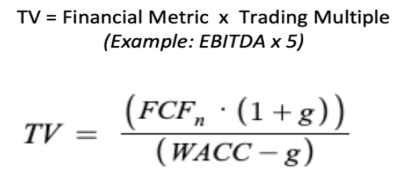 TV = Financial Metric x Trading Multiple
(Example: EBITDA x 5)
TV = (FCFₙ · (1 + g)) / (WACC – g)